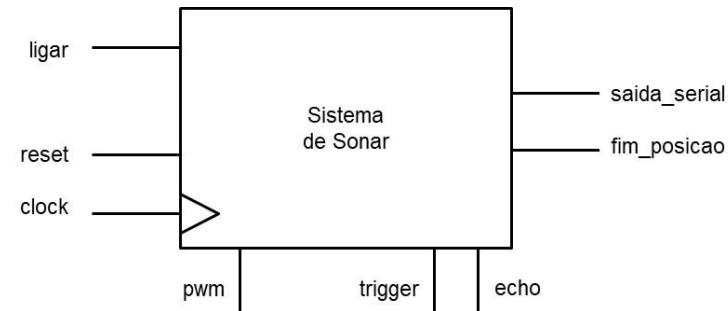 ligar
reset
clock
Sistema
de Sonar
saida_serial
fim_posicao
pwm
trigger
echo